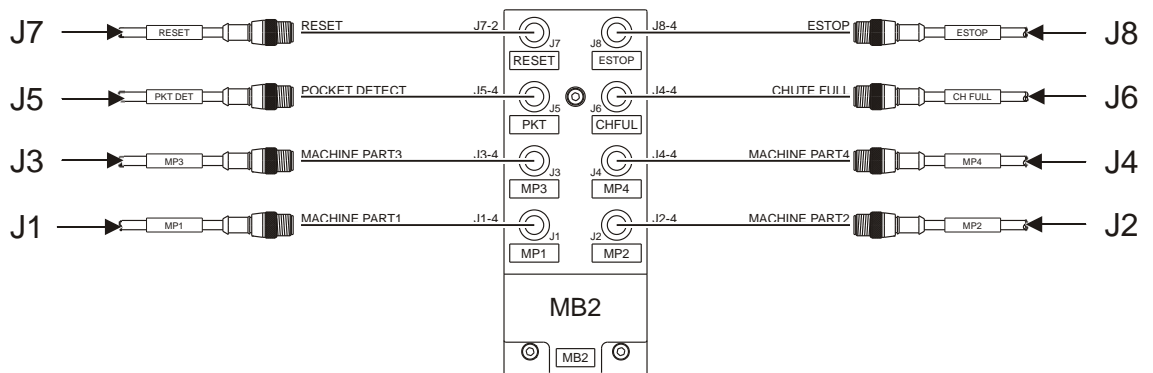 J7 RESET RESET J7-2 J7 J8 J8-4 ESTOP ESTOP J8
RESET ESTOP
J5 PKT DET POCKET DETECT J5-4 J5 J6 J4-4 CHUTE FULL CH FULL J6
PKT CHFUL
J3 MP3 MACHINE PART3 J3-4 J3 J4 J4-4 MACHINE PART4 MP4 J4
MP3 MP4
J1 MP1 MACHINE PART1 J1-4 J1 J2 J2-4 MACHINE PART2 MP2 J2
MP1 MP2
MB2
MB2